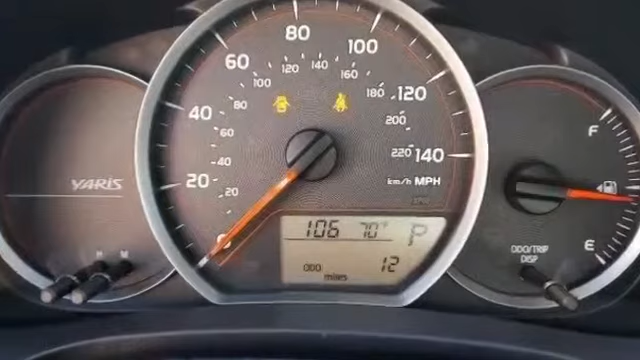 60 80 100
40 120
20 140
20 40 60 80 100 120 140 160 180 200 220
km/h MPH
YARIS
H M
106 70° P
ODO miles 12
F
E
ODO/TRIP
DISP